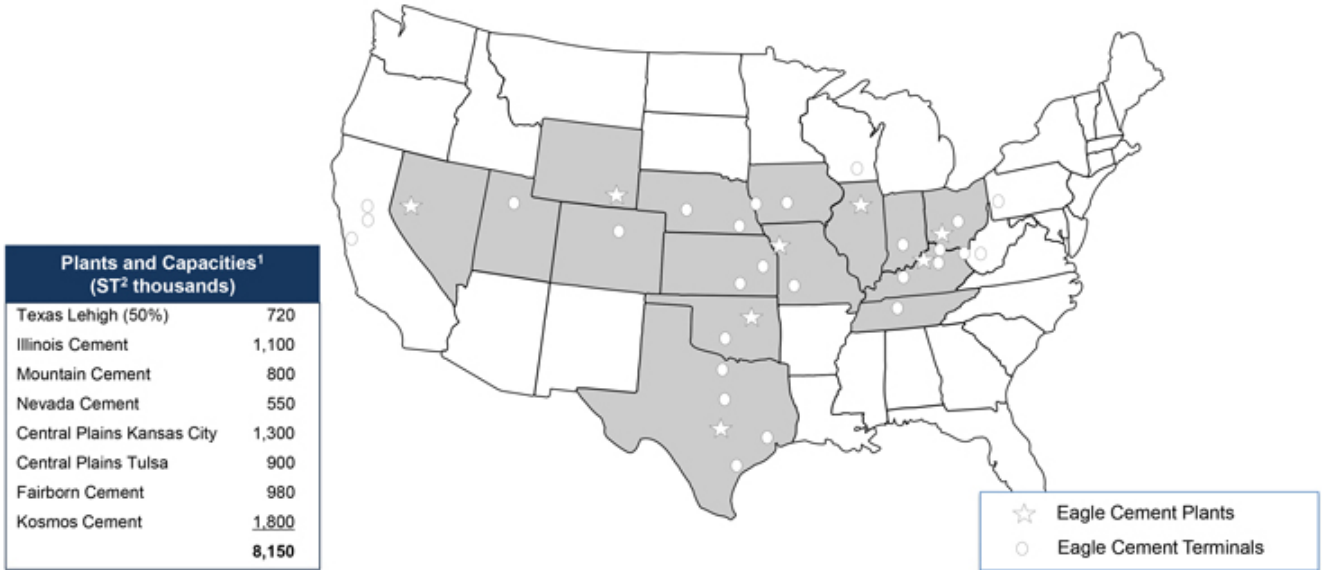 Plants and Capacities¹
(ST² thousands)
Texas Lehigh (50%) 720
Illinois Cement 1,100
Mountain Cement 800
Nevada Cement 550
Central Plains Kansas City 1,300
Central Plains Tulsa 900
Fairborn Cement 980
Kosmos Cement 1,800
8,150
Eagle Cement Plants
Eagle Cement Terminals